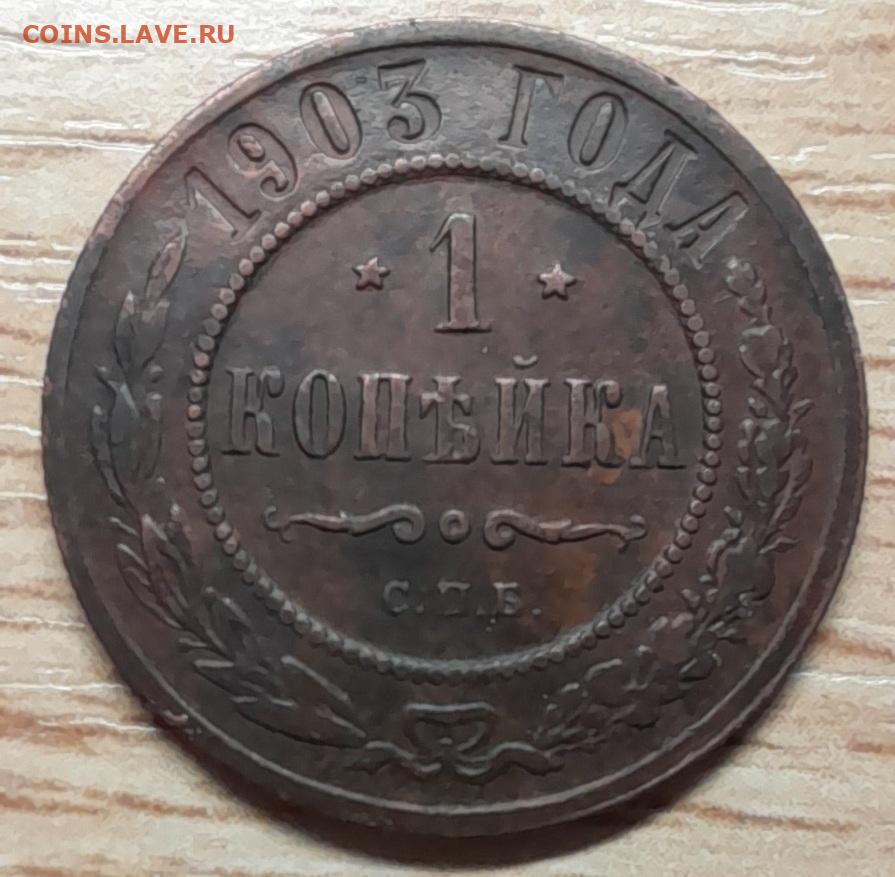 COINS.LAVE.RU
1903 ГОДА
1
КОПѢЙКА
С.П.Б.